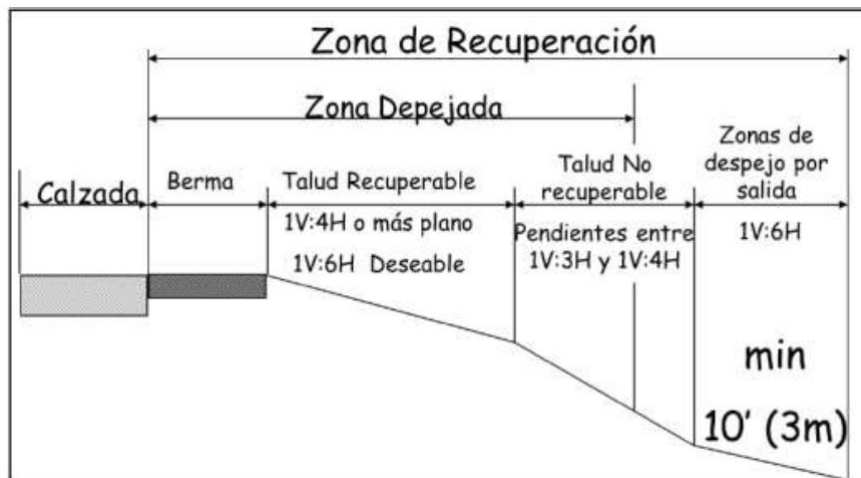 Zona de Recuperación
Zona Depejada
Zonas de
despejo por
salida
1V:6H
Calzada
Berma
Talud Recuperable
1V:4H o más plano
1V:6H Deseable
Talud No
recuperable
Pendientes entre
1V:3H y 1V:4H
min
10' (3m)